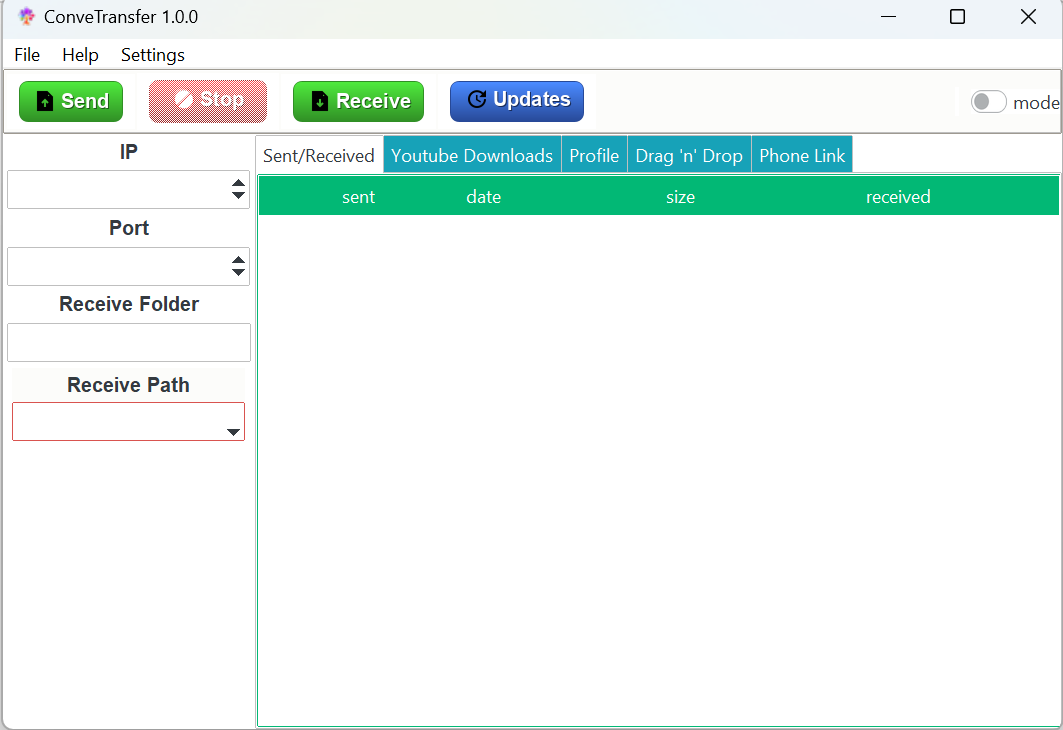 ConveTransfer 1.0.0
File Help Settings
Send Stop Receive Updates mode
IP
Port
Receive Folder
Receive Path
Sent/Received Youtube Downloads Profile Drag 'n' Drop Phone Link
sent date size received